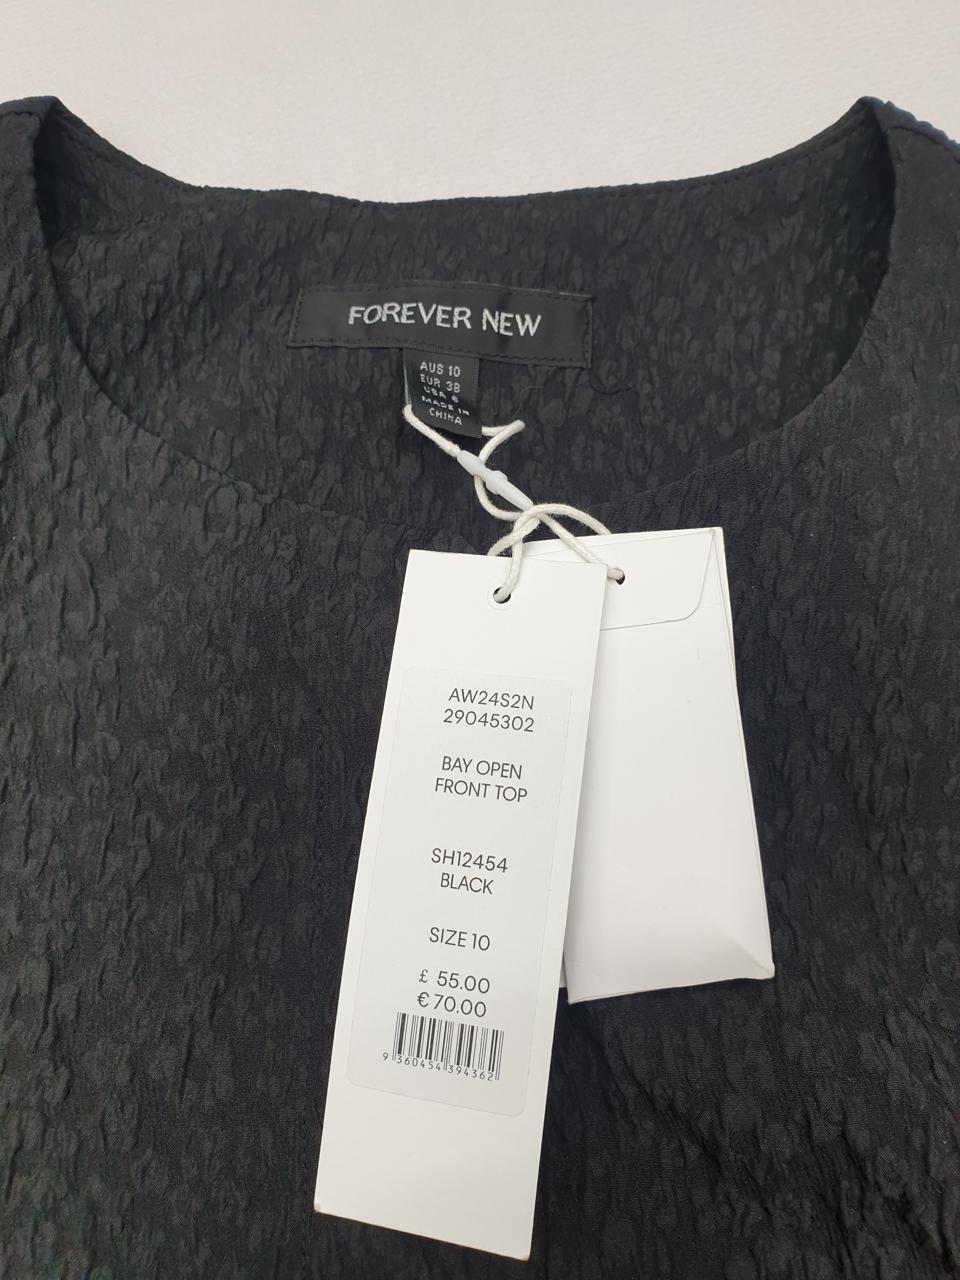 FOREVER NEW
AUS 10
EUR 38
USA 6
MADE IN
CHINA
AW24S2N
29045302
BAY OPEN
FRONT TOP
SH12454
BLACK
SIZE 10
£ 55.00
€ 70.00
9 360454 394362